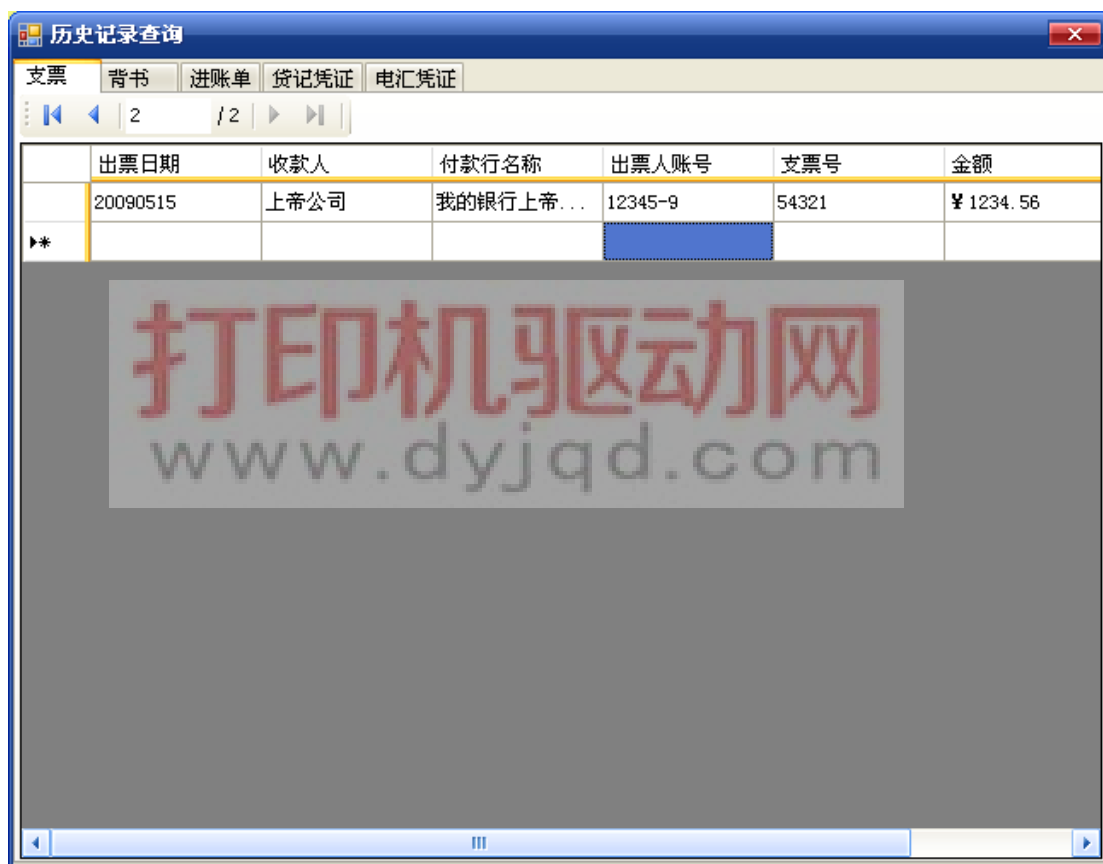 历史记录查询
支票 背书 进账单 贷记凭证 电汇凭证
2 / 2
出票日期 收款人 付款行名称 出票人账号 支票号 金额
20090515 上帝公司 我的银行上帝... 12345-9 54321 ¥1234.56
打印机驱动网
www.dyjqd.com